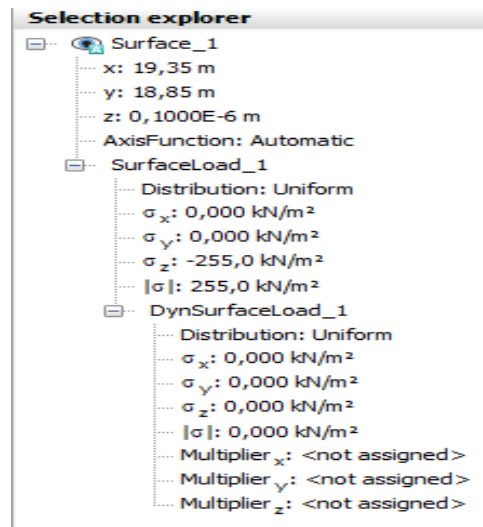 Selection explorer
Surface_1
x: 19,35 m
y: 18,85 m
z: 0,1000E-6 m
AxisFunction: Automatic
SurfaceLoad_1
Distribution: Uniform
σx: 0,000 kN/m²
σy: 0,000 kN/m²
σz: -255,0 kN/m²
|σ|: 255,0 kN/m²
DynSurfaceLoad_1
Distribution: Uniform
σx: 0,000 kN/m²
σy: 0,000 kN/m²
σz: 0,000 kN/m²
|σ|: 0,000 kN/m²
Multiplierx: <not assigned>
Multipliery: <not assigned>
Multiplierz: <not assigned>